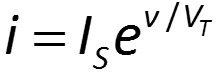 i = I_S e^{v/V_T}